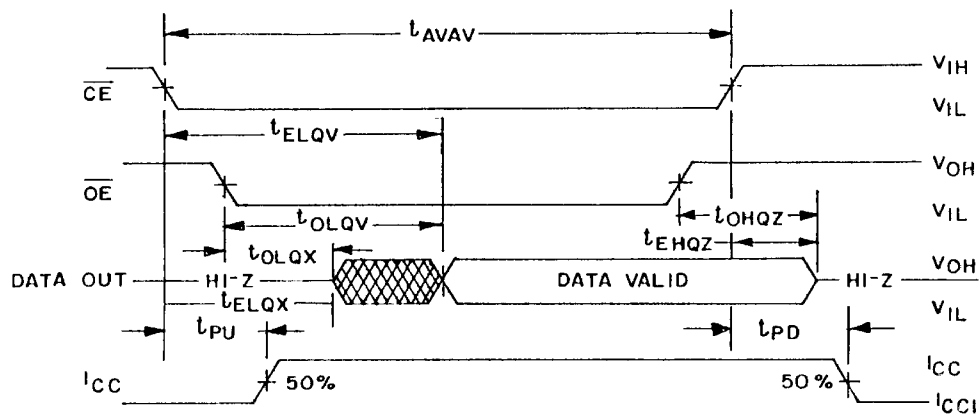 tAVAV
CE VIH
VIL
tELQV
OE VOH
VIL
tOLQV tOHQZ
tOLQX tEHQZ
DATA OUT HI-Z DATA VALID HI-Z VOH
tELQX VIL
tPU tPD
ICC 50% 50% ICC
ICCI